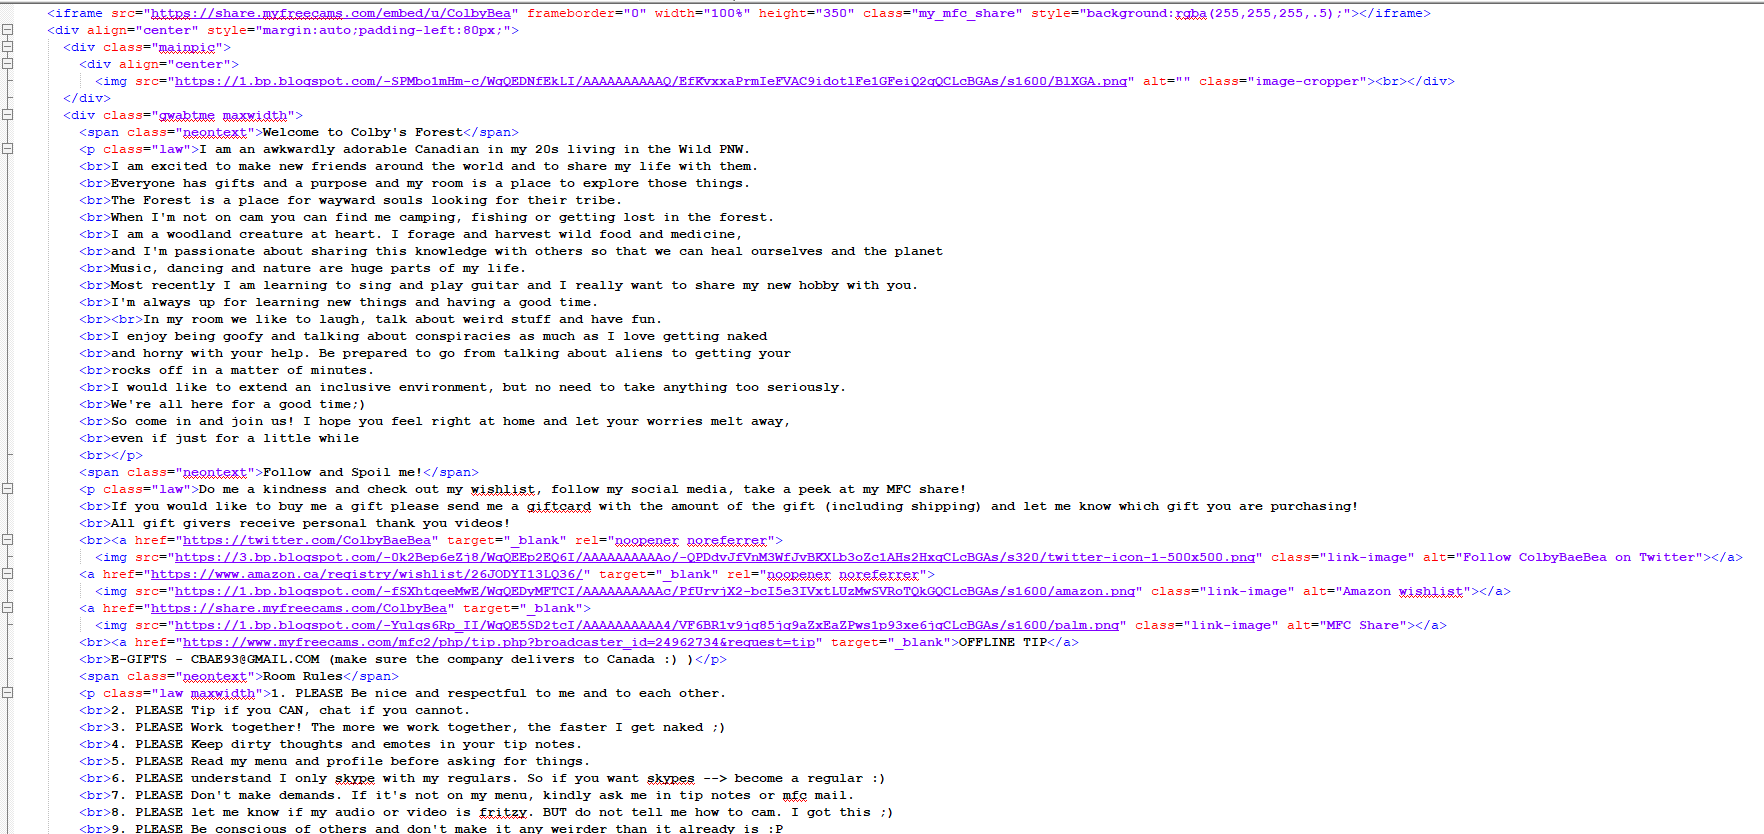 <iframe src="https://share.myfreecams.com/embed/u/ColbyBea" frameborder="0" width="100%" height="350" class="my_mfc_share" style="background:rgba(255,255,255,.5);"></iframe>
<div align="center" style="margin:auto;padding-left:80px;">
<div class="mainpic">
<div align="center">
<img src="https://1.bp.blogspot.com/-SPMbo1mHm-c/WgQEDNfEkLI/AAAAAAAAAAQ/EfKvxxaPrmIeFVAC9idotlFe1GFeiQ2gQCLcBGAs/s1600/BlXGA.png" alt="" class="image-cropper"><br></div>
</div>
<div class="gwabtme maxwidth">
<span class="neontext">Welcome to Colby's Forest</span>
<p class="law">I am an awkwardly adorable Canadian in my 20s living in the Wild PNW.
<br>I am excited to make new friends around the world and to share my life with them.
<br>Everyone has gifts and a purpose and my room is a place to explore those things.
<br>The Forest is a place for wayward souls looking for their tribe.
<br>When I'm not on cam you can find me camping, fishing or getting lost in the forest.
<br>I am a woodland creature at heart. I forage and harvest wild food and medicine,
<br>and I'm passionate about sharing this knowledge with others so that we can heal ourselves and the planet
<br>Music, dancing and nature are huge parts of my life.
<br>Most recently I am learning to sing and play guitar and I really want to share my new hobby with you.
<br>I'm always up for learning new things and having a good time.
<br><br>In my room we like to laugh, talk about weird stuff and have fun.
<br>I enjoy being goofy and talking about conspiracies as much as I love getting naked
<br>and horny with your help. Be prepared to go from talking about aliens to getting your
<br>rocks off in a matter of minutes.
<br>I would like to extend an inclusive environment, but no need to take anything too seriously.
<br>We're all here for a good time;)
<br>So come in and join us! I hope you feel right at home and let your worries melt away,
<br>even if just for a little while
<br></p>
<span class="neontext">Follow and Spoil me!</span>
<p class="law">Do me a kindness and check out my wishlist, follow my social media, take a peek at my MFC share!
<br>If you would like to buy me a gift please send me a giftcard with the amount of the gift (including shipping) and let me know which gift you are purchasing!
<br>All gift givers receive personal thank you videos!
<br><a href="https://twitter.com/ColbyBaeBea" target="_blank" rel="noopener noreferrer">
<img src="https://3.bp.blogspot.com/-0k2Bep6eZj8/WgQEEp2EQ6I/AAAAAAAAAAo/-QPDdvJfVnM3WfJvBKXLb3oZc1AHs2HxgCLcBGAs/s320/twitter-icon-1-500x500.png" class="link-image" alt="Follow ColbyBaeBea on Twitter"></a>
<a href="https://www.amazon.ca/registry/wishlist/26JODYI13LQ36/" target="_blank" rel="noopener noreferrer">
<img src="https://1.bp.blogspot.com/-fSXhtgeeMwE/WgQEDyMFTCI/AAAAAAAAAAc/PfUrvjX2-bcI5e3IVxtLUzMwSVRoTQkGQCLcBGAs/s1600/amazon.png" class="link-image" alt="Amazon wishlist"></a>
<a href="https://share.myfreecams.com/ColbyBea" target="_blank">
<img src="https://1.bp.blogspot.com/-Yulgs6Rp_II/WgQE5SD2tcI/AAAAAAAAAA4/VF6BR1v9jg85jg9aZxEaZPws1p93xe6jgCLcBGAs/s1600/palm.png" class="link-image" alt="MFC Share"></a>
<br><a href="https://www.myfreecams.com/mfc2/php/tip.php?broadcaster_id=24962734&request=tip" target="_blank">OFFLINE TIP</a>
<br>E-GIFTS - CBAE93@GMAIL.COM (make sure the company delivers to Canada :) )</p>
<span class="neontext">Room Rules</span>
<p class="law maxwidth">1. PLEASE Be nice and respectful to me and to each other.
<br>2. PLEASE Tip if you CAN, chat if you cannot.
<br>3. PLEASE Work together! The more we work together, the faster I get naked ;)
<br>4. PLEASE Keep dirty thoughts and emotes in your tip notes.
<br>5. PLEASE Read my menu and profile before asking for things.
<br>6. PLEASE understand I only skype with my regulars. So if you want skypes --> become a regular :)
<br>7. PLEASE Don't make demands. If it's not on my menu, kindly ask me in tip notes or mfc mail.
<br>8. PLEASE let me know if my audio or video is fritzy. BUT do not tell me how to cam. I got this ;)
<br>9. PLEASE Be conscious of others and don't make it any weirder than it already is :P